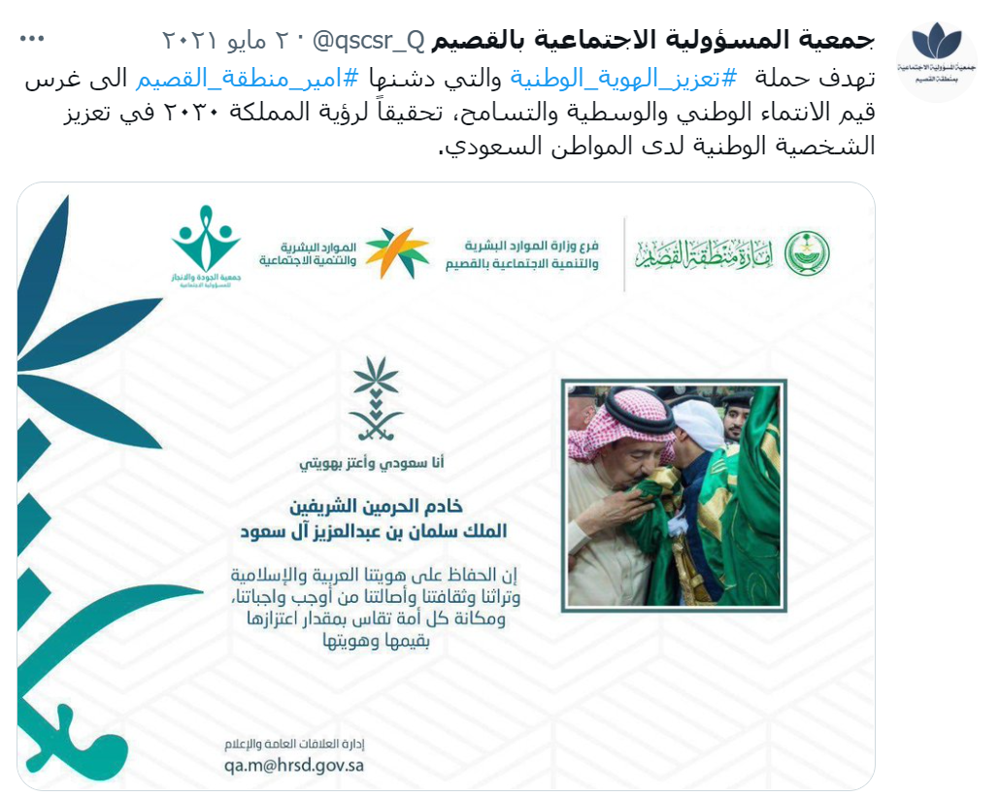 جمعية المسؤولية الاجتماعية بالقصيم @qscsr_Q · ٢ مايو ٢٠٢١
جمعية المسؤولية الاجتماعية
بمنطقة القصيم
تهدف حملة #تعزيز_الهوية_الوطنية والتي دشنها #امير_منطقة_القصيم الى غرس
قيم الانتماء الوطني والوسطية والتسامح، تحقيقاً لرؤية المملكة ٢٠٣٠ في تعزيز
الشخصية الوطنية لدى المواطن السعودي.
إمارة منطقة القصيم
فرع وزارة الموارد البشرية
والتنمية الاجتماعية بالقصيم
الموارد البشرية
والتنمية الاجتماعية
جمعية الجودة والانجاز
للمسؤولية الاجتماعية
أنا سعودي وأعتز بهويتي
خادم الحرمين الشريفين
الملك سلمان بن عبدالعزيز آل سعود
إن الحفاظ على هويتنا العربية والإسلامية
وتراثنا وثقافتنا وأصالتنا من أوجب واجباتنا،
ومكانة كل أمة تقاس بمقدار اعتزازها
بقيمها وهويتها
إدارة العلاقات العامة والإعلام
qa.m@hrsd.gov.sa